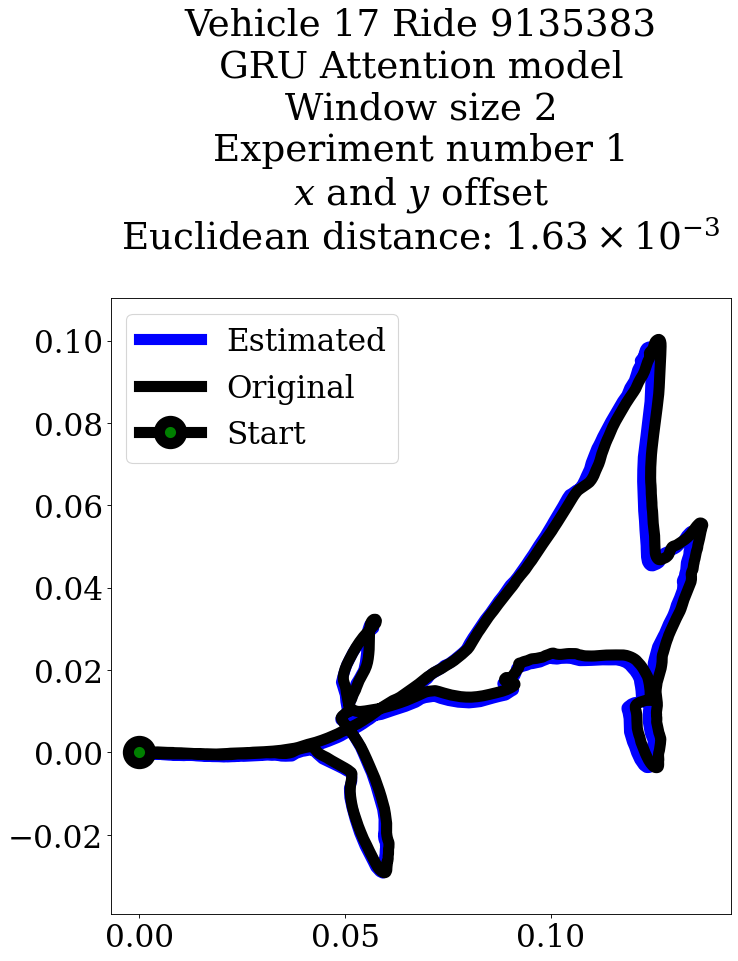 Vehicle 17 Ride 9135383
GRU Attention model
Window size 2
Experiment number 1
x and y offset
Euclidean distance: 1.63 × 10⁻³
Estimated
Original
Start
0.10
0.08
0.06
0.04
0.02
0.00
−0.02
0.00 0.05 0.10